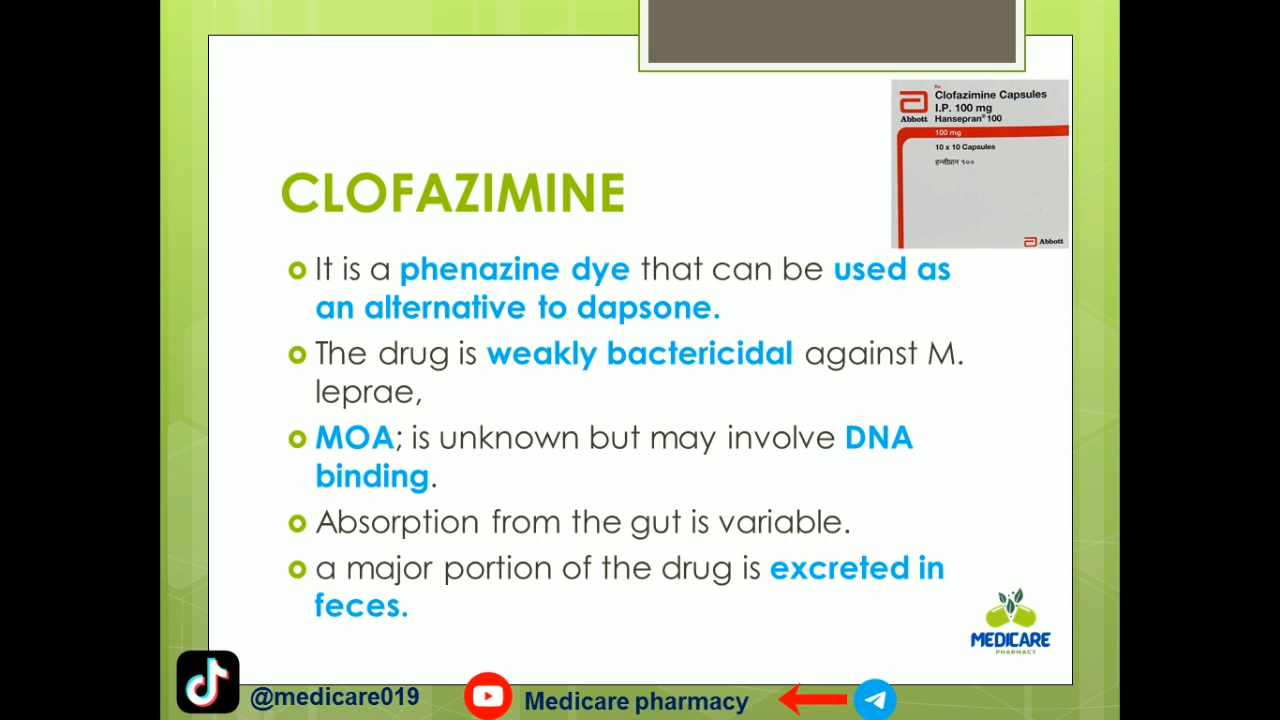 Rx
Clofazimine Capsules
I.P. 100 mg
Hansepran®100
Abbott
100 mg
10 x 10 Capsules
हन्सीप्रान १००
Abbott
CLOFAZIMINE
It is a phenazine dye that can be used as
an alternative to dapsone.
The drug is weakly bactericidal against M.
leprae,
MOA; is unknown but may involve DNA
binding.
Absorption from the gut is variable.
a major portion of the drug is excreted in
feces.
MEDICARE
PHARMACY
@medicare019
Medicare pharmacy